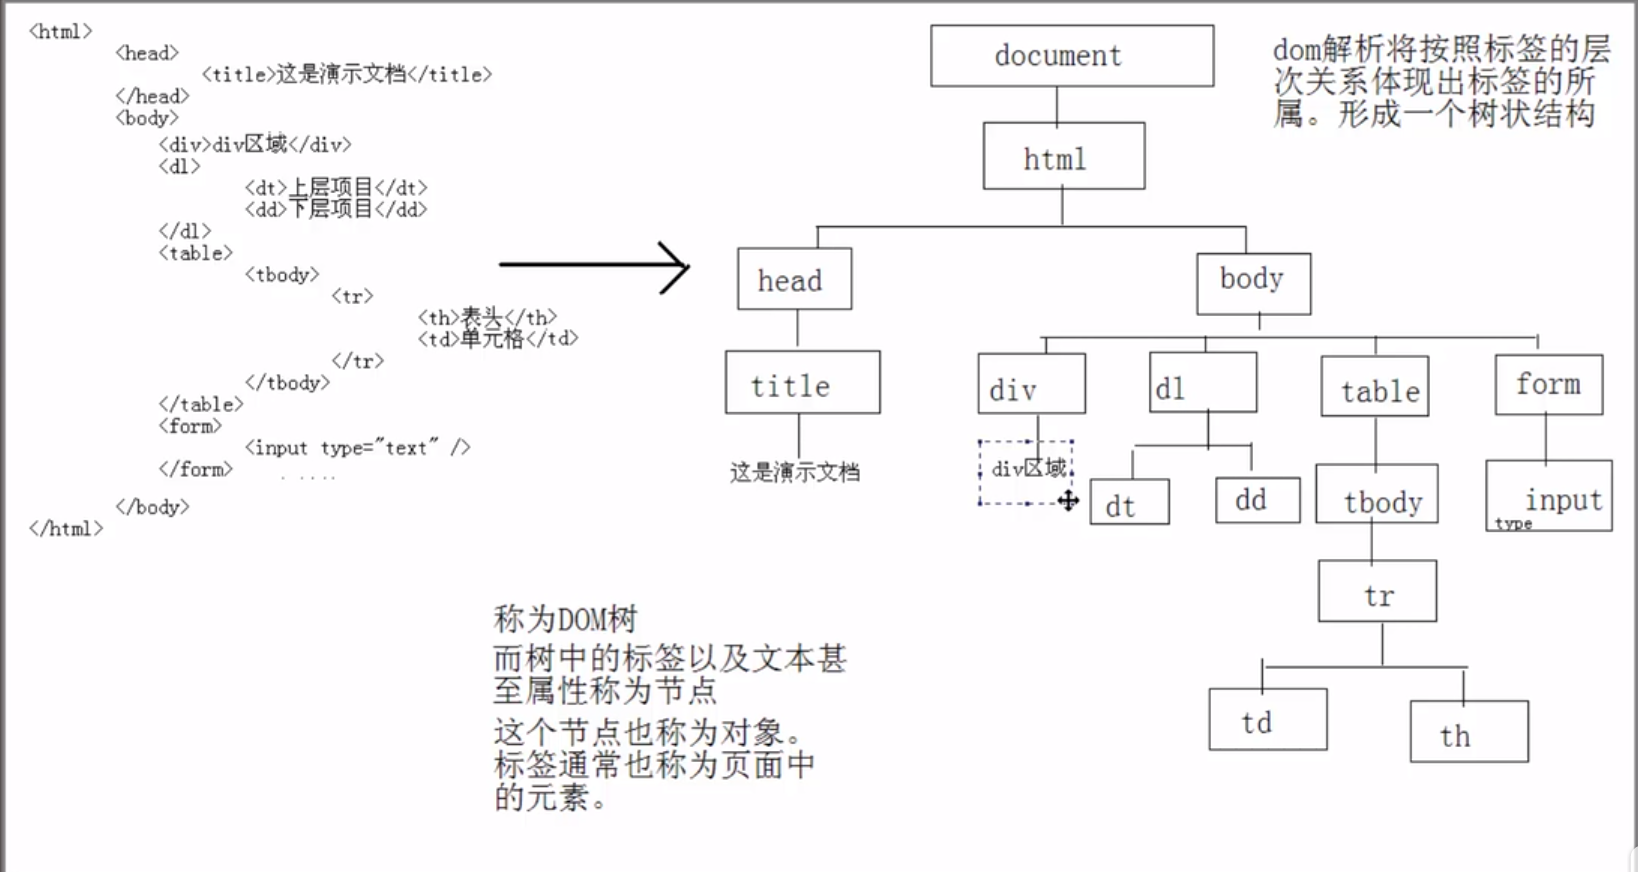 <html>
<head>
<title>这是演示文档</title>
</head>
<body>
<div>div区域</div>
<dl>
<dt>上层项目</dt>
<dd>下层项目</dd>
</dl>
<table>
<tbody>
<tr>
<th>表头</th>
<td>单元格</td>
</tr>
</tbody>
</table>
<form>
<input type="text" />
</form>
. ....
</body>
</html>
document
html
head
body
title
div
dl
table
form
这是演示文档
div区域
dt
dd
tbody
input
type
tr
td
th
dom解析将按照标签的层
次关系体现出标签的所
属。形成一个树状结构
称为DOM树
而树中的标签以及文本甚
至属性称为节点
这个节点也称为对象。
标签通常也称为页面中
的元素。